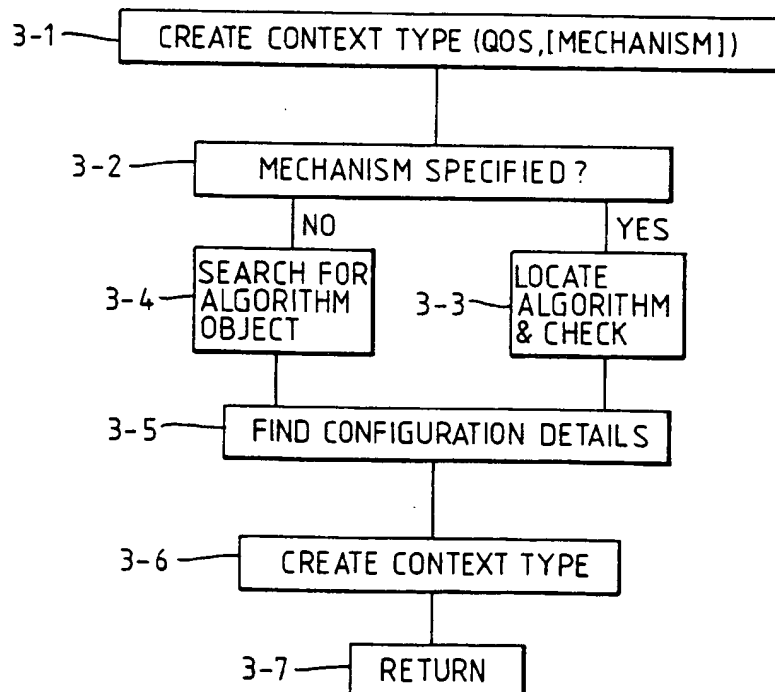 3-1 CREATE CONTEXT TYPE (QOS,[MECHANISM])
3-2 MECHANISM SPECIFIED ?
NO
YES
3-4
SEARCH FOR
ALGORITHM
OBJECT
3-3
LOCATE
ALGORITHM
& CHECK
3-5 FIND CONFIGURATION DETAILS
3-6 CREATE CONTEXT TYPE
3-7 RETURN